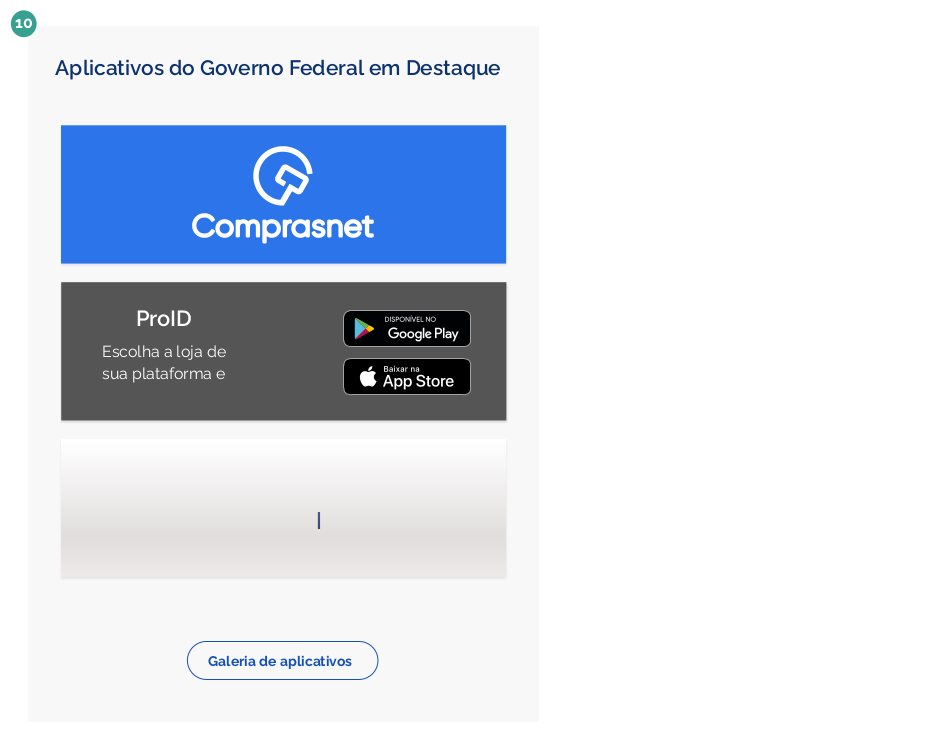 10
Aplicativos do Governo Federal em Destaque
Comprasnet
ProID
Escolha a loja de
sua plataforma e
DISPONÍVEL NO
Google Play
Baixar na
App Store
Galeria de aplicativos